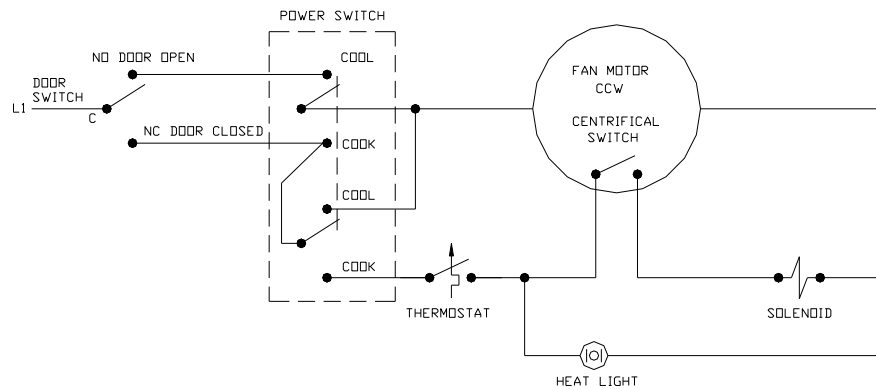 POWER SWITCH
NO DOOR OPEN
COOL
DOOR
SWITCH
L1
C
NC DOOR CLOSED
COOK
FAN MOTOR
CCW
CENTRIFICAL
SWITCH
COOL
COOK
THERMOSTAT
SOLENOID
HEAT LIGHT